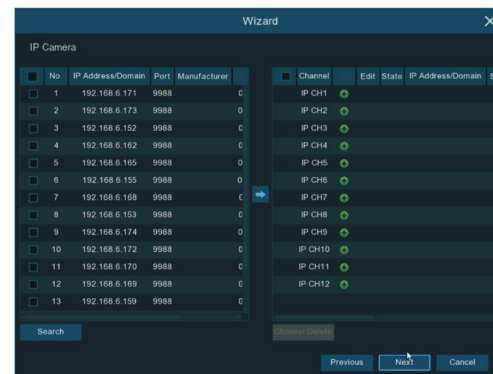 Wizard
IP Camera
No. IP Address/Domain Port Manufacturer
1 192.168.6.171 9988
2 192.168.6.173 9988
3 192.168.6.152 9988
4 192.168.6.162 9988
5 192.168.6.165 9988
6 192.168.6.155 9988
7 192.168.6.168 9988
8 192.168.6.153 9988
9 192.168.6.174 9988
10 192.168.6.172 9988
11 192.168.6.170 9988
12 192.168.6.169 9988
13 192.168.6.159 9988
Search
Channel Edit State IP Address/Domain S
IP CH1
IP CH2
IP CH3
IP CH4
IP CH5
IP CH6
IP CH7
IP CH8
IP CH9
IP CH10
IP CH11
IP CH12
Channel Delete
Previous Next Cancel